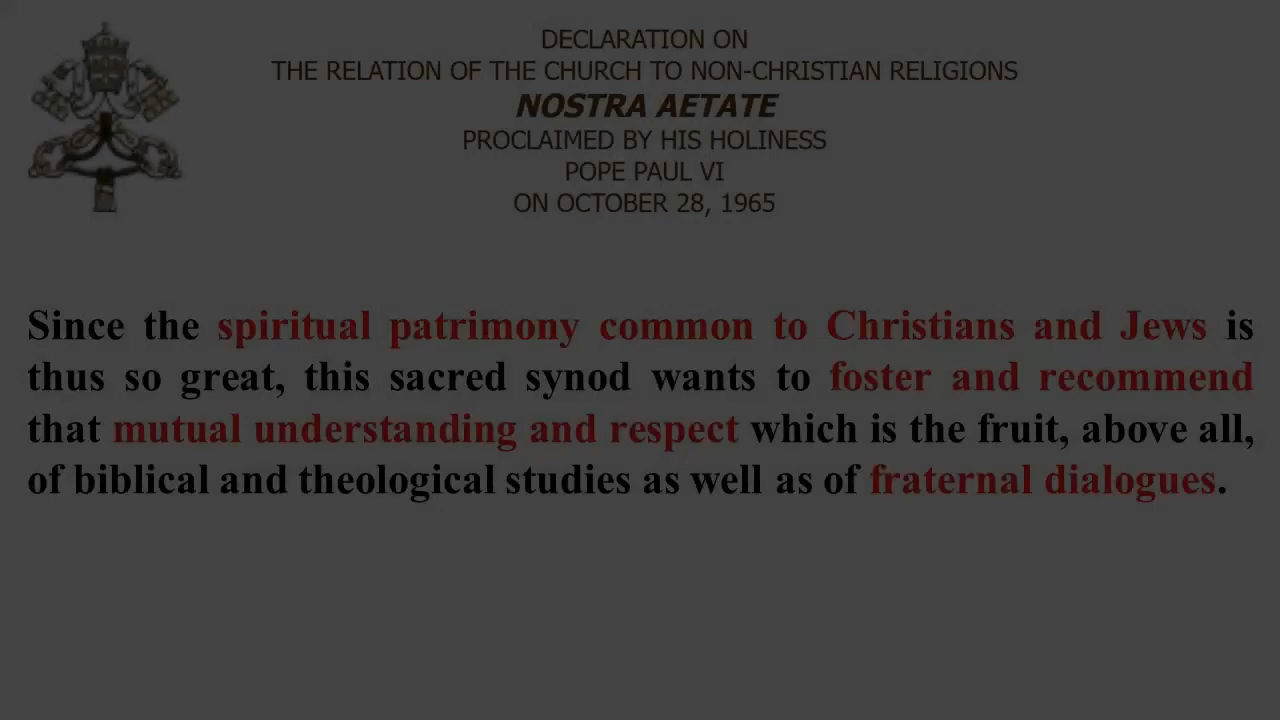 DECLARATION ON
THE RELATION OF THE CHURCH TO NON-CHRISTIAN RELIGIONS
NOSTRA AETATE
PROCLAIMED BY HIS HOLINESS
POPE PAUL VI
ON OCTOBER 28, 1965
Since the spiritual patrimony common to Christians and Jews is
thus so great, this sacred synod wants to foster and recommend
that mutual understanding and respect which is the fruit, above all,
of biblical and theological studies as well as of fraternal dialogues.